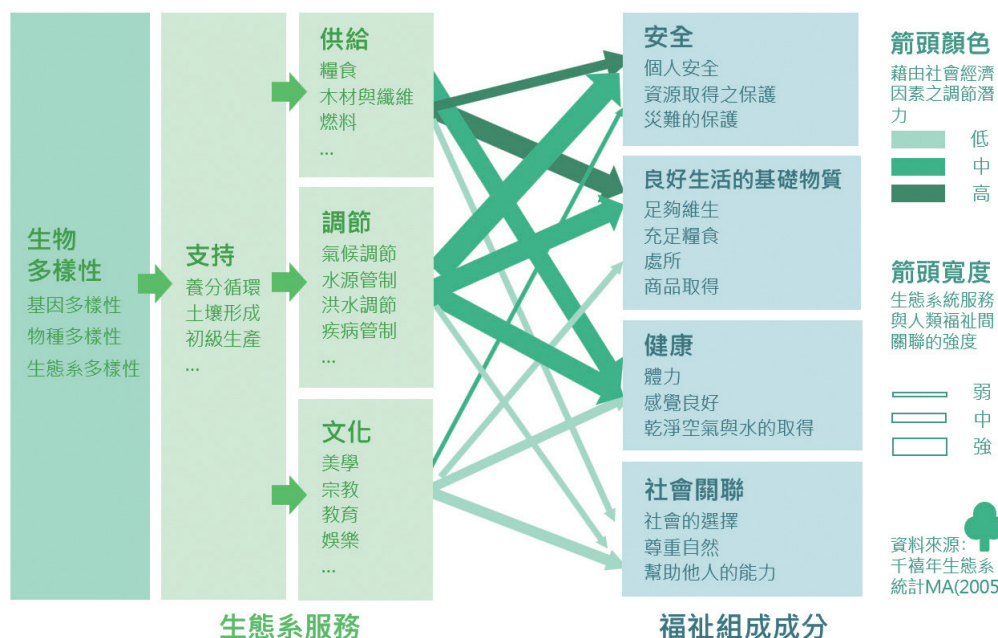 生物
多樣性
基因多樣性
物種多樣性
生態系多樣性
支持
養分循環
土壤形成
初級生產
...
供給
糧食
木材與纖維
燃料
...
調節
氣候調節
水源管制
洪水調節
疾病管制
...
文化
美學
宗教
教育
娛樂
...
安全
個人安全
資源取得之保護
災難的保護
良好生活的基礎物質
足夠維生
充足糧食
處所
商品取得
健康
體力
感覺良好
乾淨空氣與水的取得
社會關聯
社會的選擇
尊重自然
幫助他人的能力
箭頭顏色
藉由社會經濟
因素之調節潛
力
低
中
高
箭頭寬度
生態系統服務
與人類福祉間
關聯的強度
弱
中
強
資料來源：
千禧年生態系
統計MA(2005
生態系服務
福祉組成成分